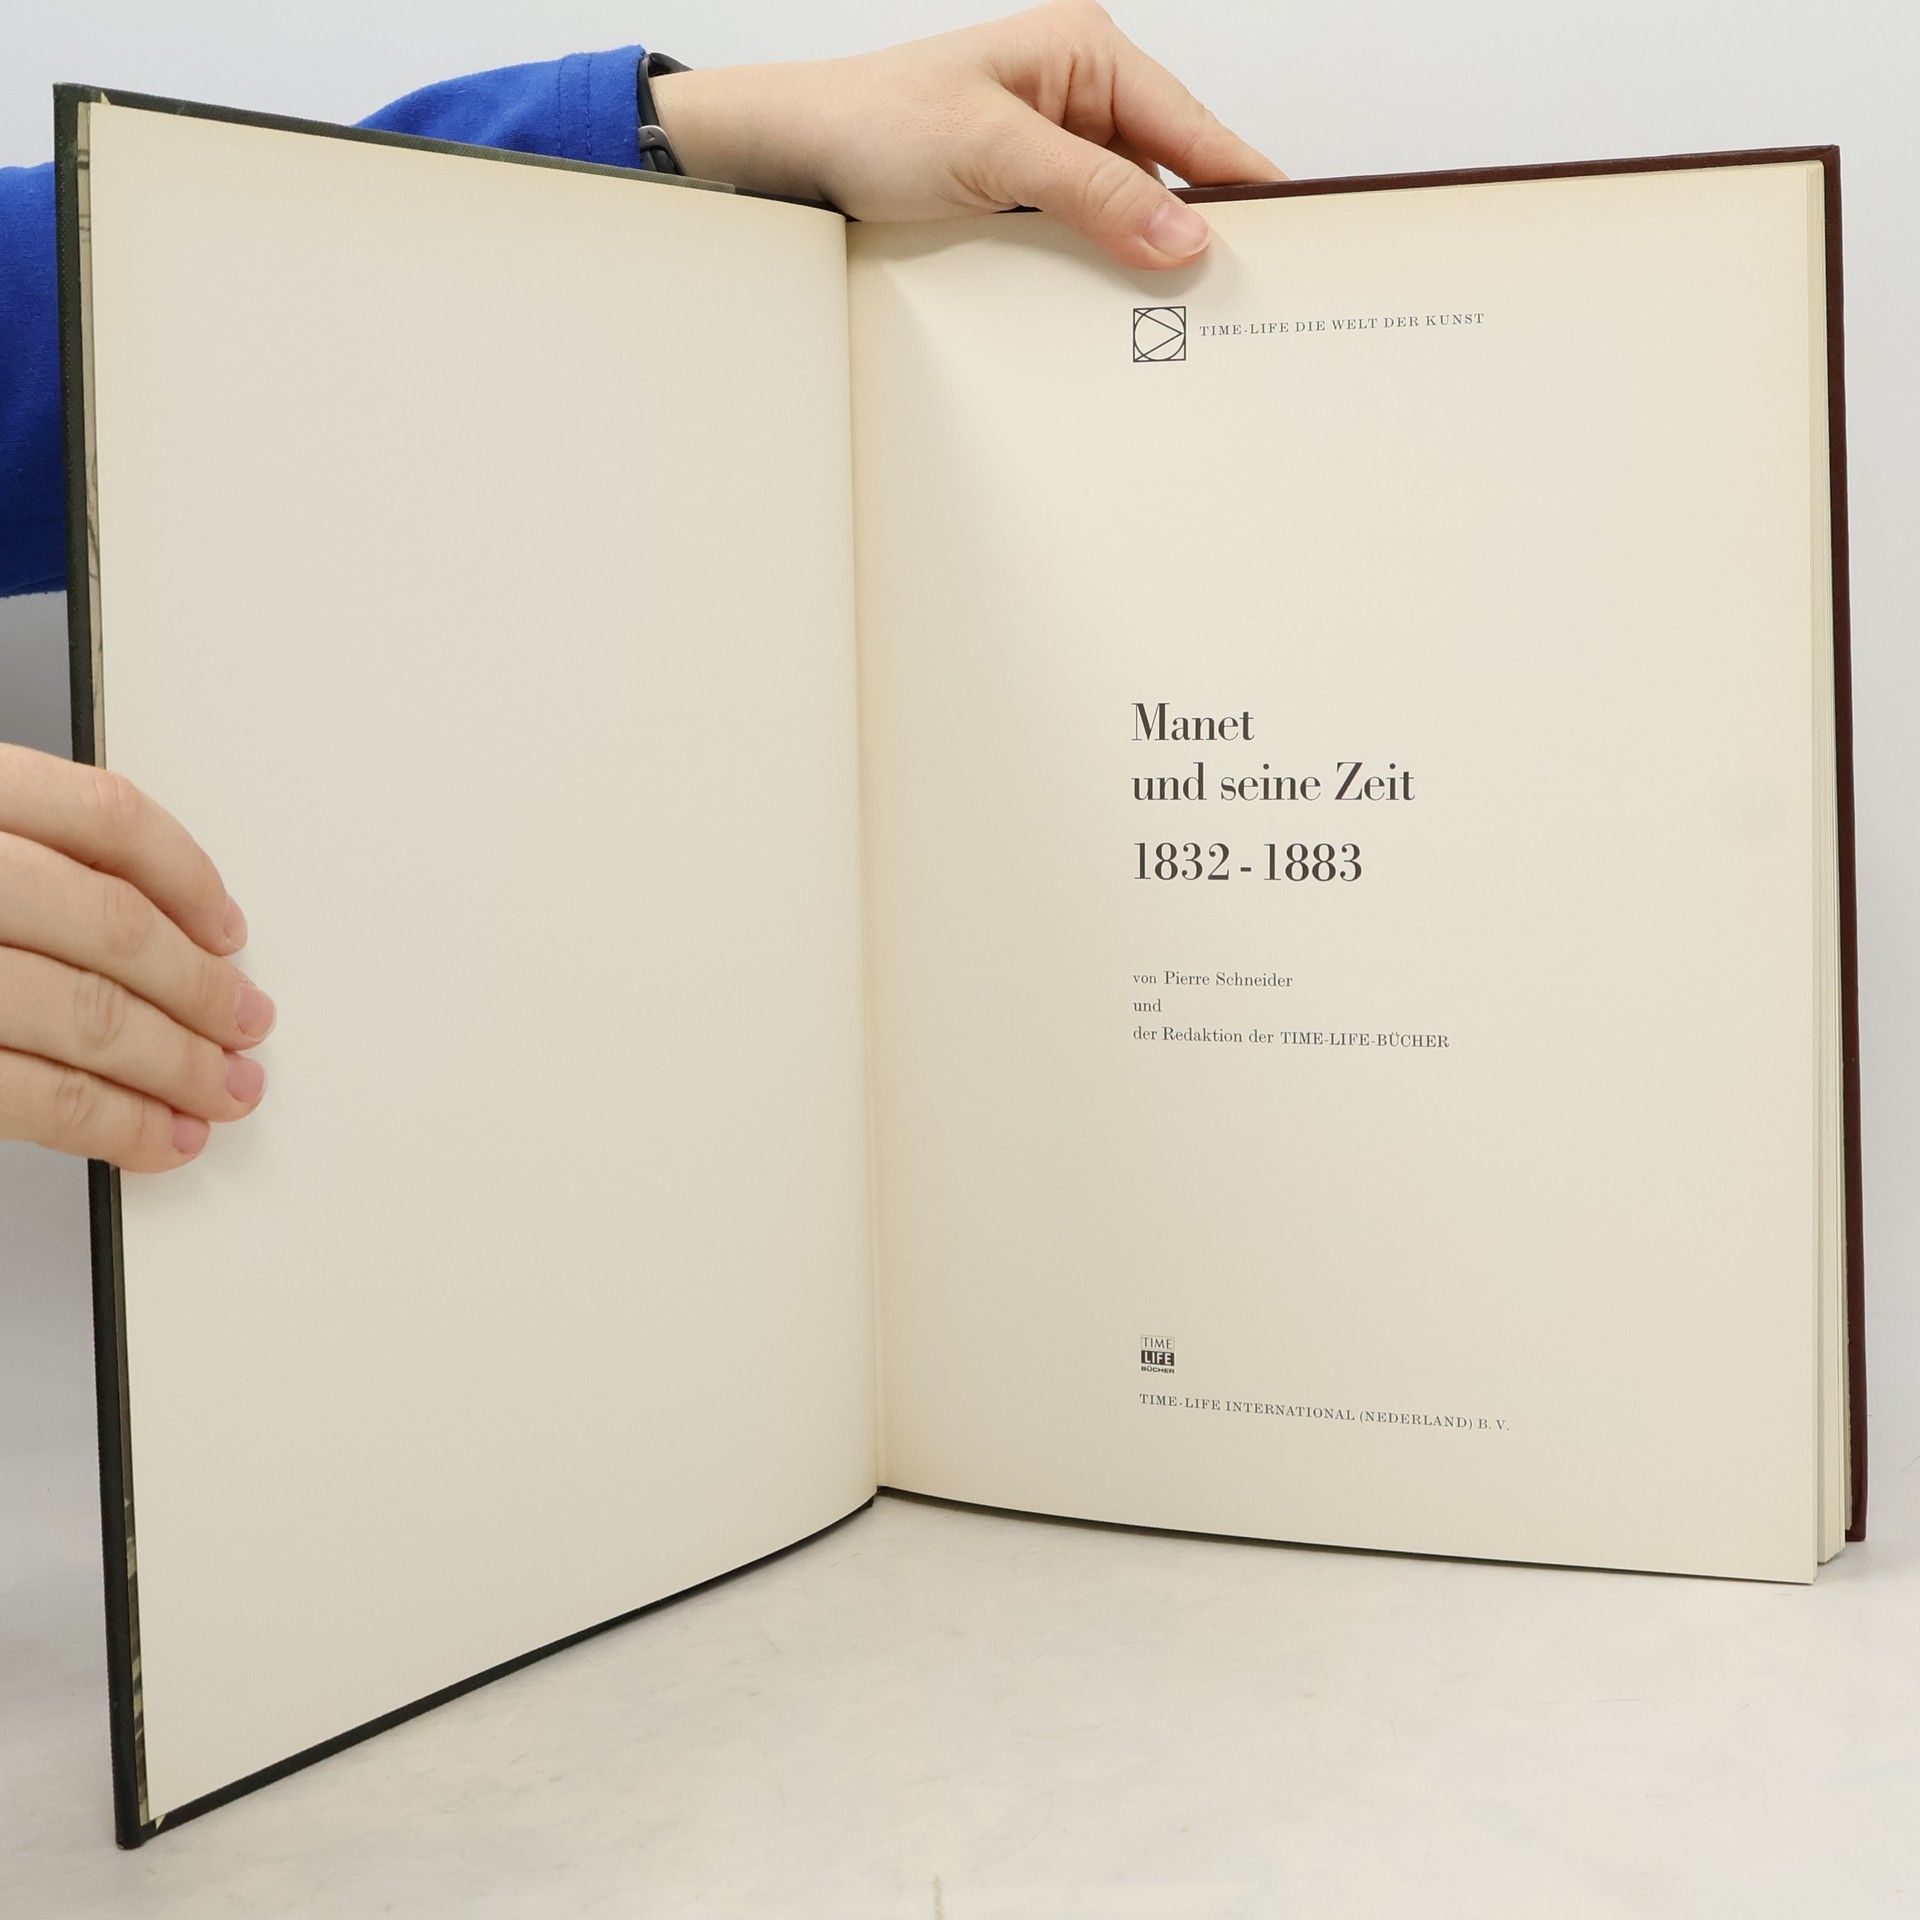 TIME-LIFE DIE WELT DER KUNST
Manet
und seine Zeit
1832-1883
von Pierre Schneider
und
der Redaktion der TIME-LIFE-BÜCHER
TIME
LIFE
BÜCHER
TIME-LIFE INTERNATIONAL (NEDERLAND) B. V.